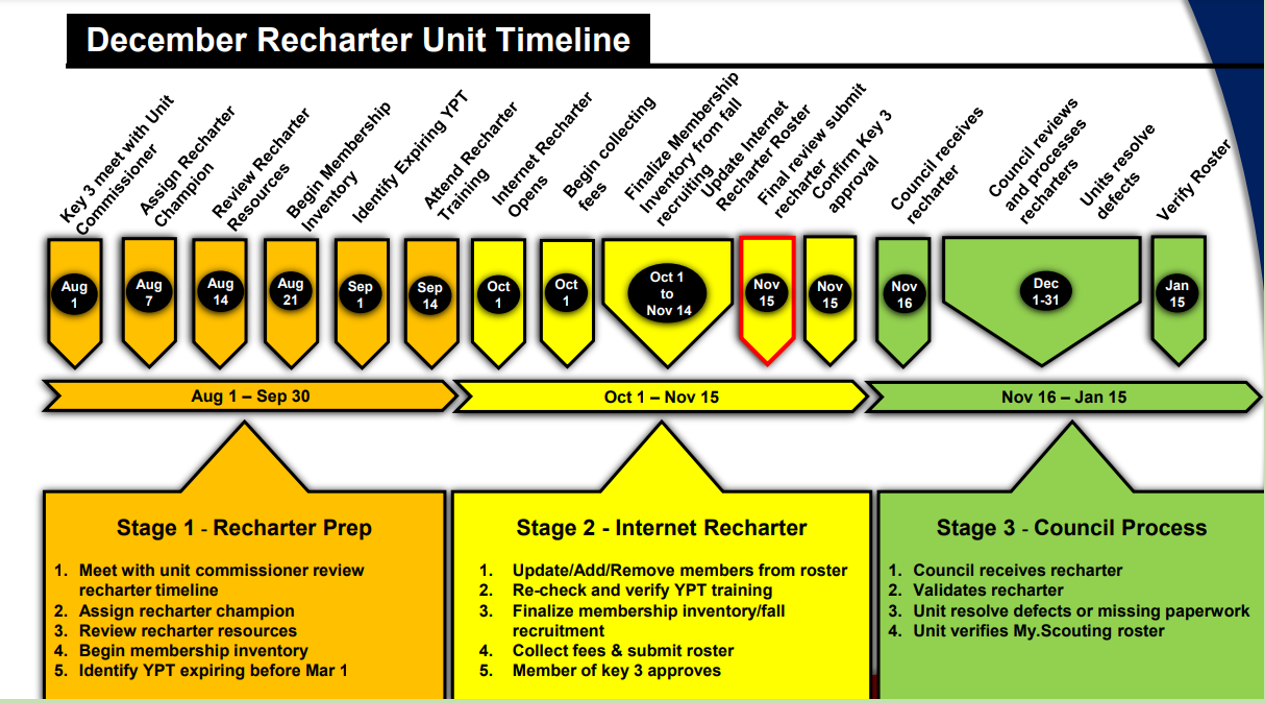 December Recharter Unit Timeline
Key 3 meet with Unit
Commissioner
Assign Recharter
Champion
Review Recharter
Resources
Begin Membership
Inventory
Identify Expiring YPT
Attend Recharter
Training
Internet Recharter
Opens
Begin collecting
fees
Finalize Membership
Inventory from fall
recruiting
Update Internet
Recharter Roster
Final review submit
recharter
Confirm Key 3
approval
Council receives
recharter
Council reviews
and processes
recharters
Units resolve
defects
Verify Roster
Aug
1
Aug
7
Aug
14
Aug
21
Sep
1
Sep
14
Oct
1
Oct
1
Oct 1
to
Nov 14
Nov
15
Nov
15
Nov
16
Dec
1-31
Jan
15
Aug 1 – Sep 30
Oct 1 – Nov 15
Nov 16 – Jan 15
Stage 1 - Recharter Prep
1. Meet with unit commissioner review
recharter timeline
2. Assign recharter champion
3. Review recharter resources
4. Begin membership inventory
5. Identify YPT expiring before Mar 1
Stage 2 - Internet Recharter
1. Update/Add/Remove members from roster
2. Re-check and verify YPT training
3. Finalize membership inventory/fall
recruitment
4. Collect fees & submit roster
5. Member of key 3 approves
Stage 3 - Council Process
1. Council receives recharter
2. Validates recharter
3. Unit resolve defects or missing paperwork
4. Unit verifies My.Scouting roster